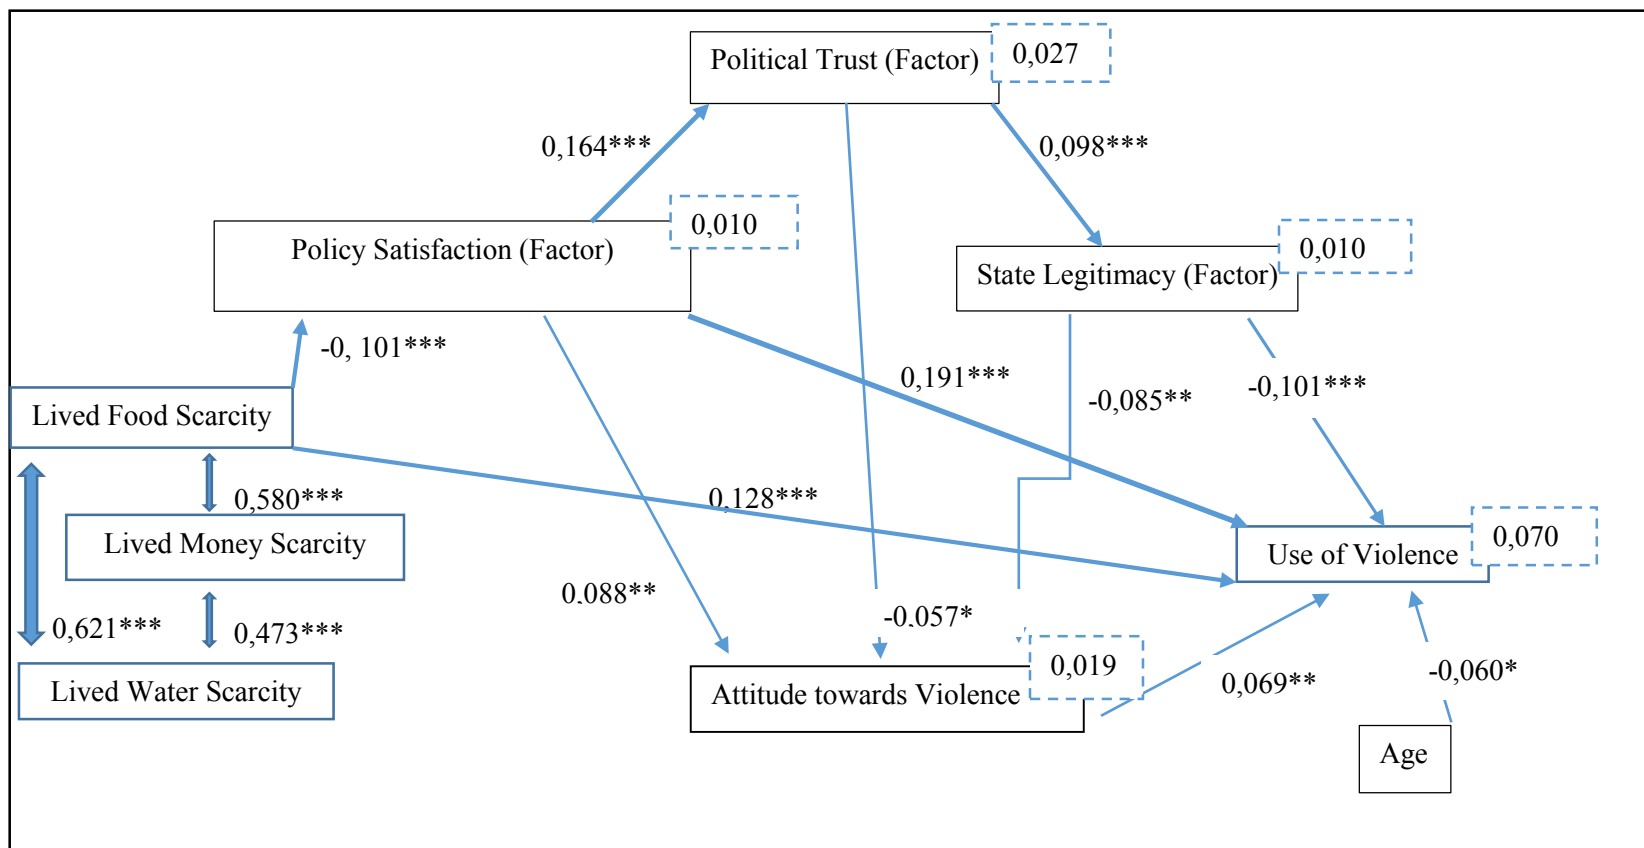 Political Trust (Factor)
0,027
0,164***
0,098***
Policy Satisfaction (Factor)
0,010
State Legitimacy (Factor)
0,010
-0, 101***
0,191***
-0,085**
-0,101***
Lived Food Scarcity
0,580***
0,128***
Lived Money Scarcity
Use of Violence
0,070
0,088**
-0,057*
0,621***
0,473***
Lived Water Scarcity
Attitude towards Violence
0,019
0,069**
-0,060*
Age